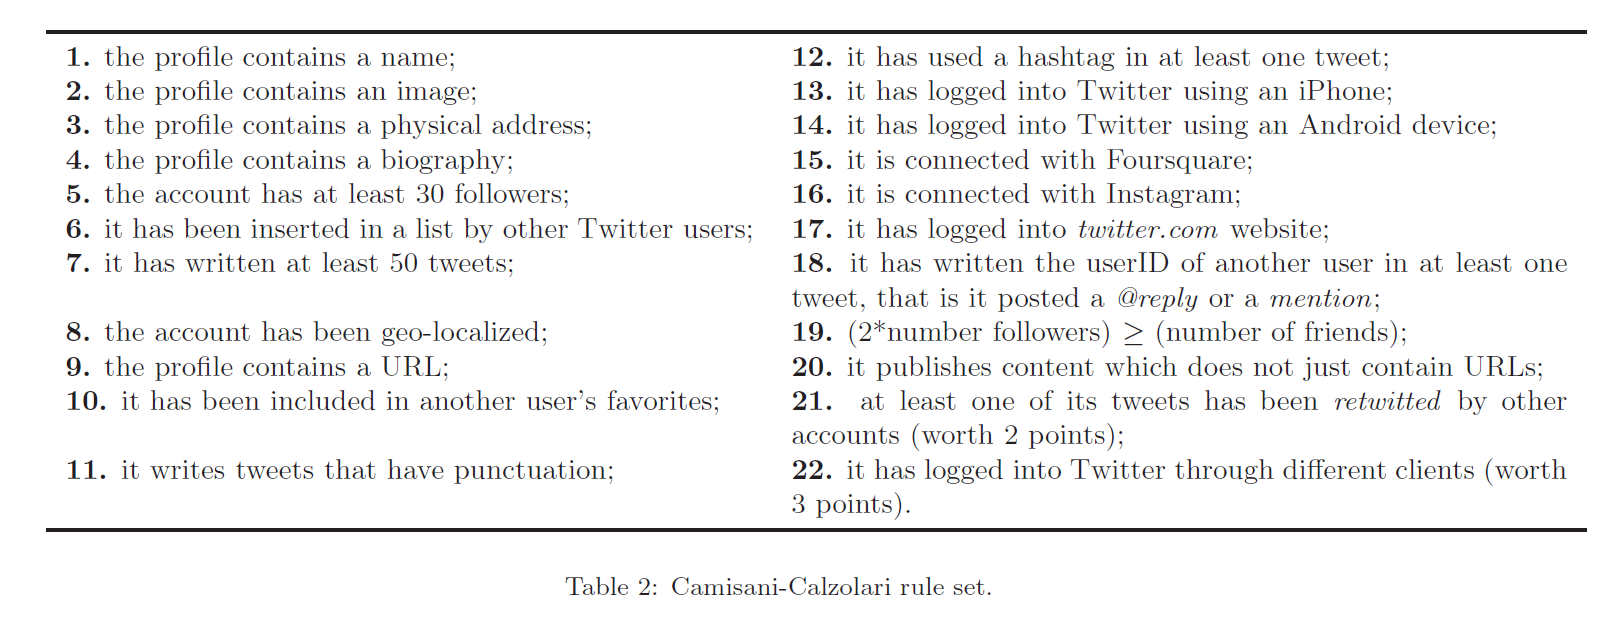 1. the profile contains a name;
2. the profile contains an image;
3. the profile contains a physical address;
4. the profile contains a biography;
5. the account has at least 30 followers;
6. it has been inserted in a list by other Twitter users;
7. it has written at least 50 tweets;
8. the account has been geo-localized;
9. the profile contains a URL;
10. it has been included in another user's favorites;
11. it writes tweets that have punctuation;
12. it has used a hashtag in at least one tweet;
13. it has logged into Twitter using an iPhone;
14. it has logged into Twitter using an Android device;
15. it is connected with Foursquare;
16. it is connected with Instagram;
17. it has logged into twitter.com website;
18. it has written the userID of another user in at least one
tweet, that is it posted a @reply or a mention;
19. (2*number followers) ≥ (number of friends);
20. it publishes content which does not just contain URLs;
21. at least one of its tweets has been retwitted by other
accounts (worth 2 points);
22. it has logged into Twitter through different clients (worth
3 points).
Table 2: Camisani-Calzolari rule set.